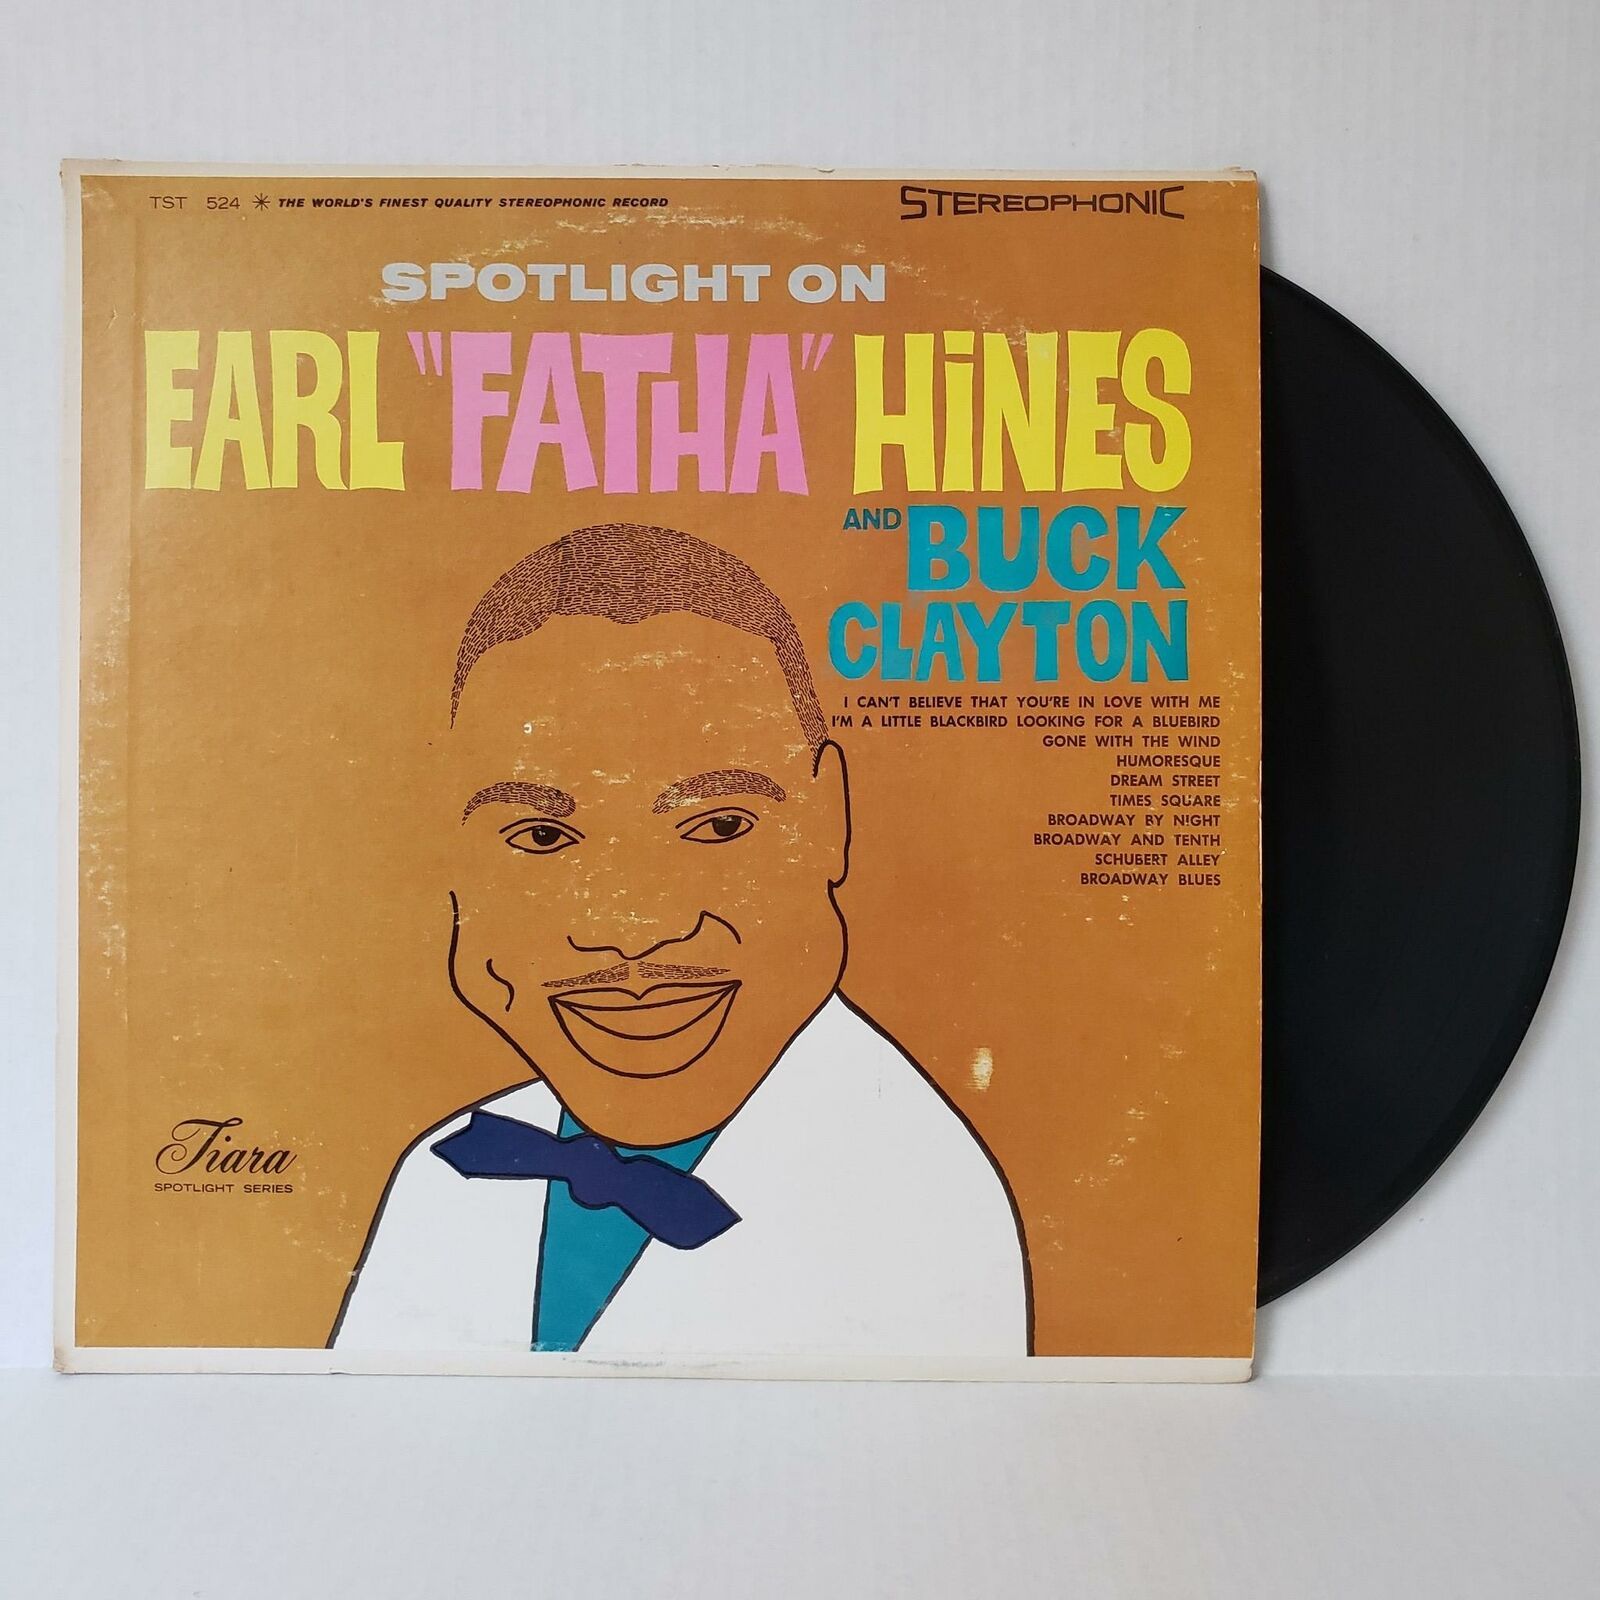 TST 524 * THE WORLD'S FINEST QUALITY STEREOPHONIC RECORD
STEREOPHONIC
SPOTLIGHT ON
EARL "FATHA" HiNES
AND BUCK
CLAYTON
I CAN'T BELIEVE THAT YOU'RE IN LOVE WITH ME
I'M A LITTLE BLACKBIRD LOOKING FOR A BLUEBIRD
GONE WITH THE WIND
HUMORESQUE
DREAM STREET
TIMES SQUARE
BROADWAY BY NIGHT
BROADWAY AND TENTH
SCHUBERT ALLEY
BROADWAY BLUES
Tiara
SPOTLIGHT SERIES